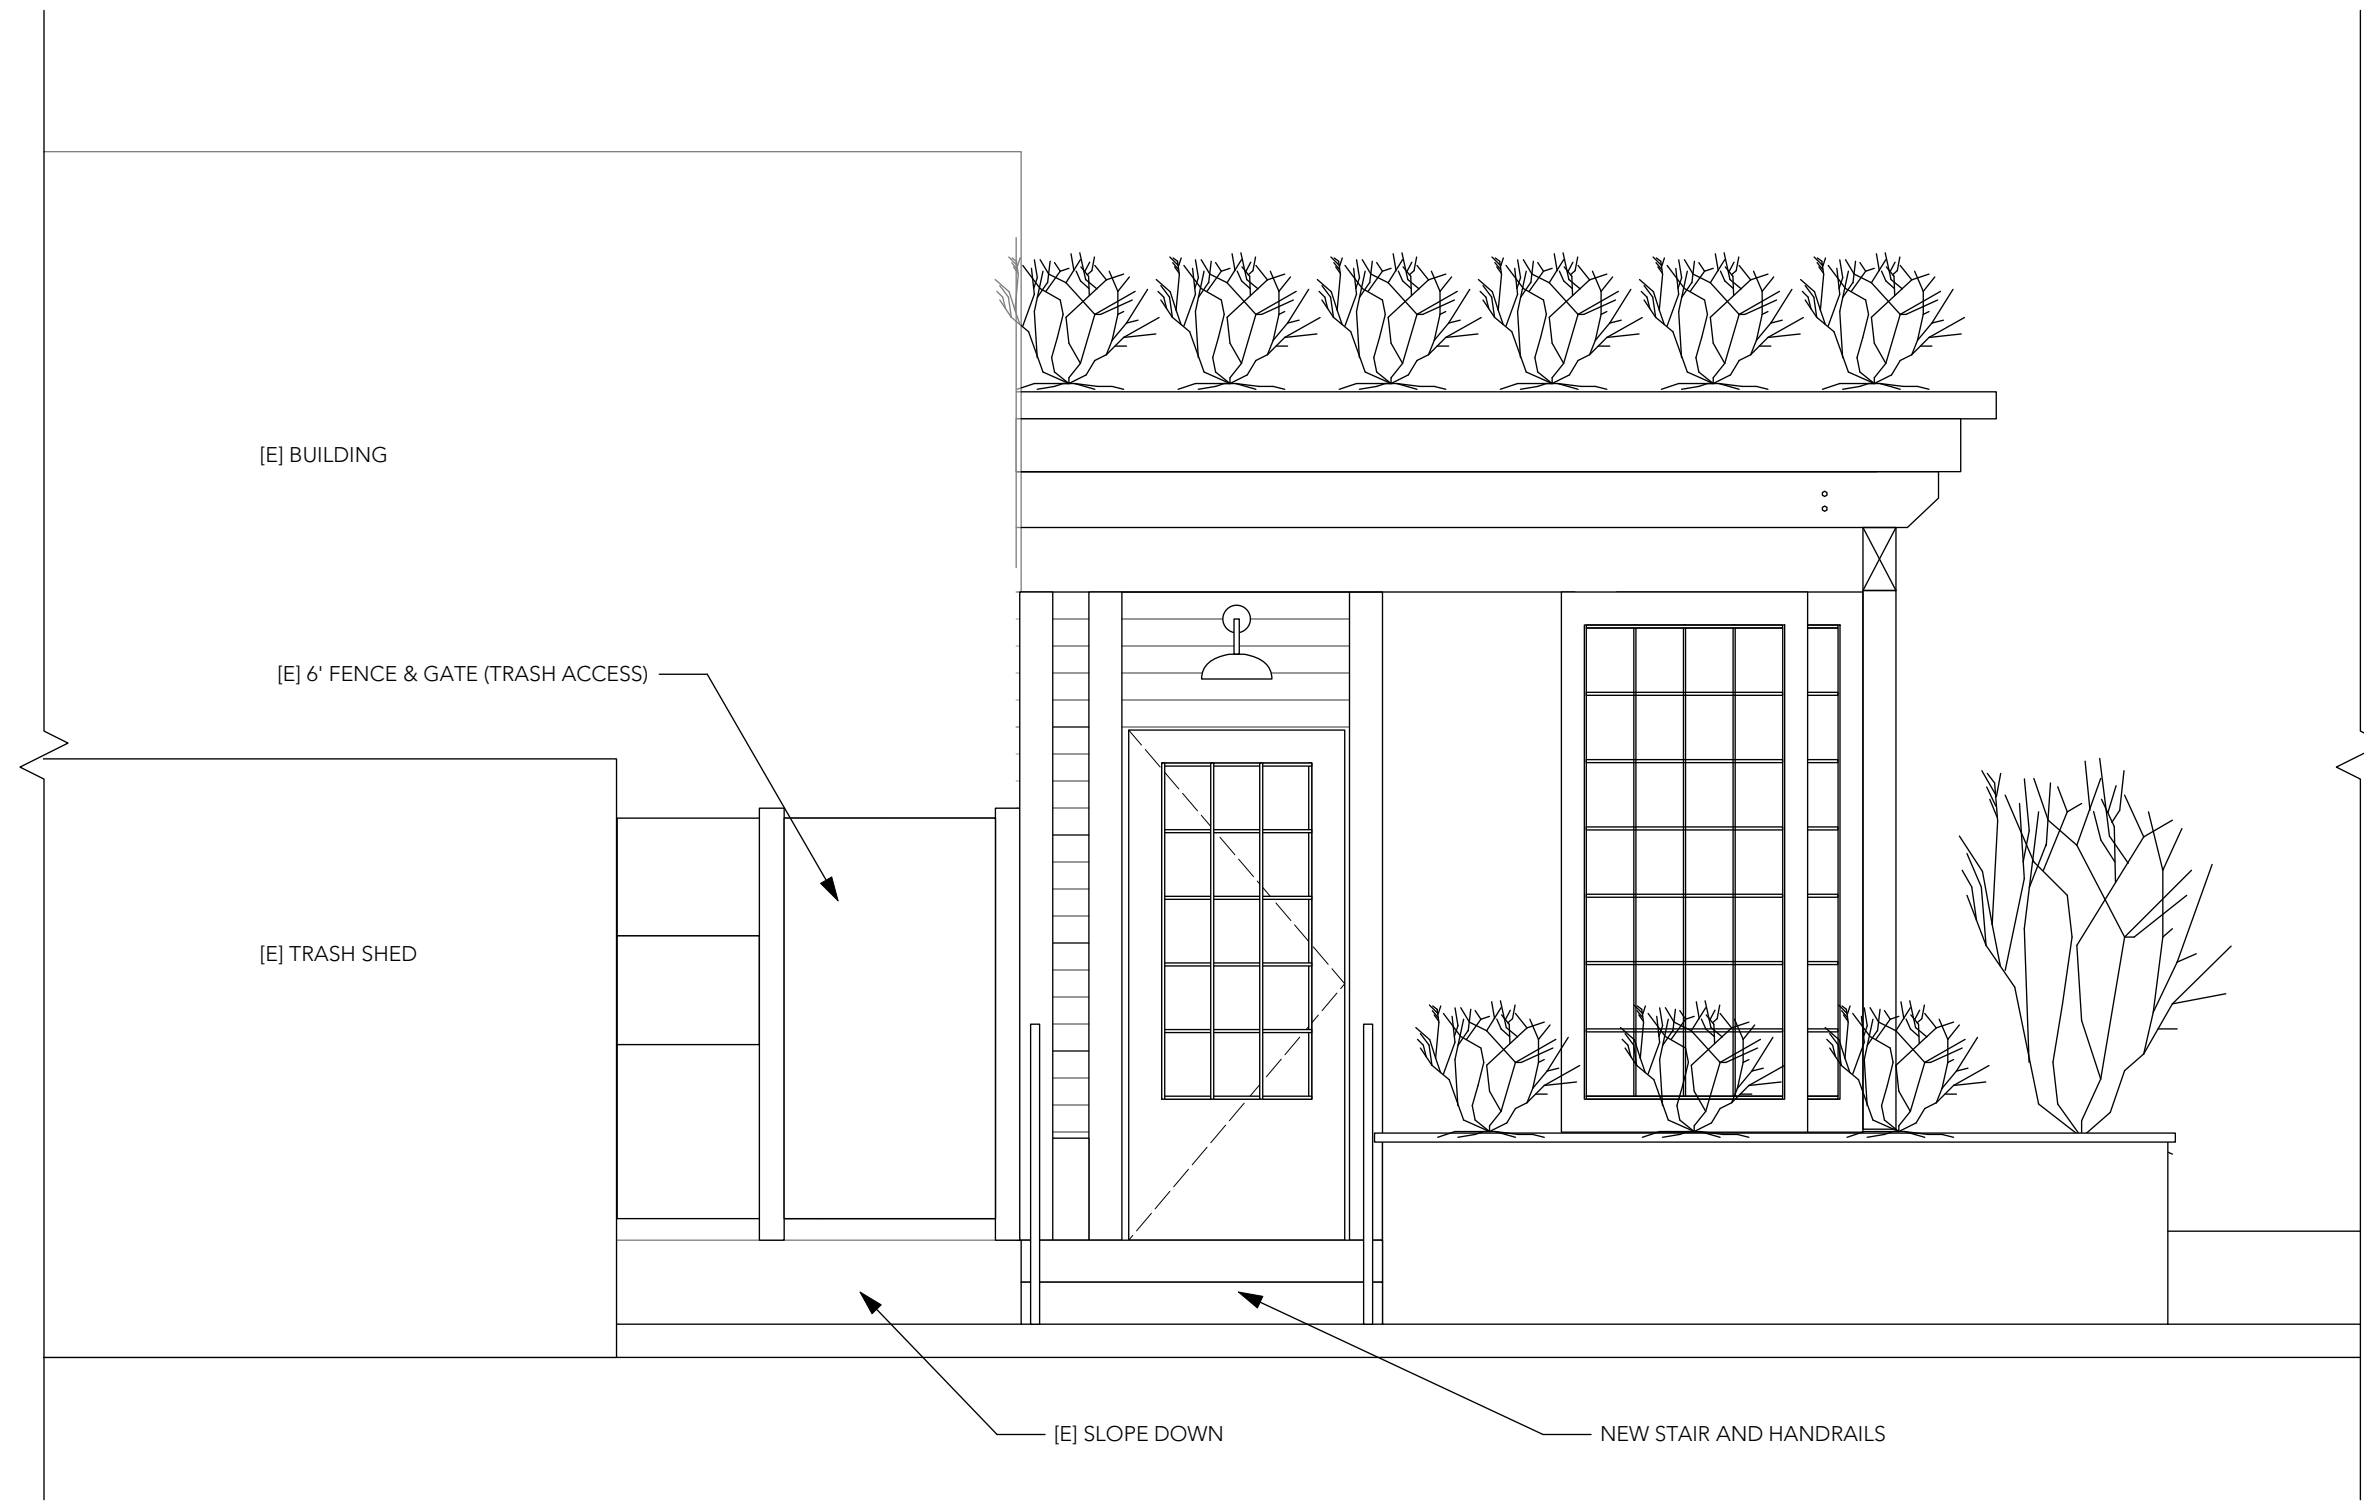 [E] BUILDING
[E] 6' FENCE & GATE (TRASH ACCESS)
[E] TRASH SHED
[E] SLOPE DOWN
NEW STAIR AND HANDRAILS